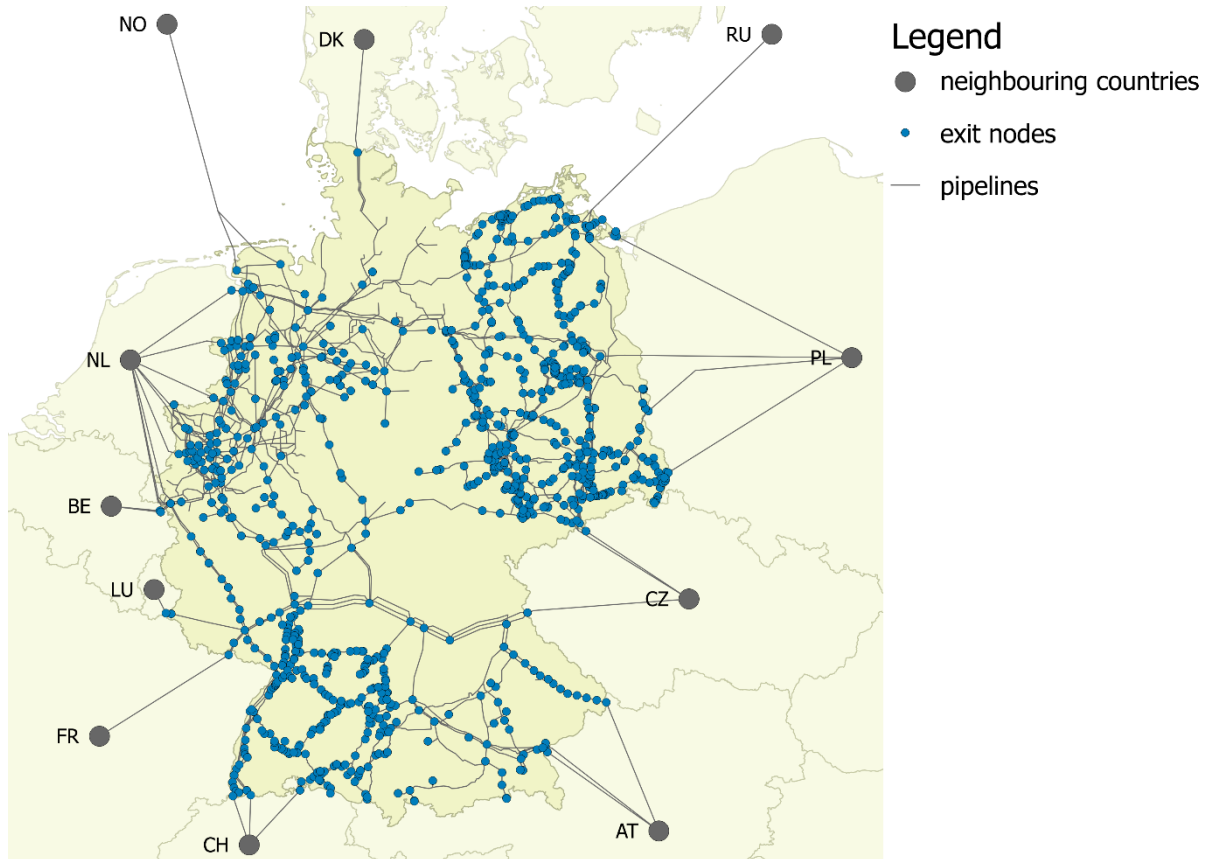 NO
DK
RU
Legend
neighbouring countries
exit nodes
pipelines
NL
PL
BE
LU
CZ
FR
AT
CH